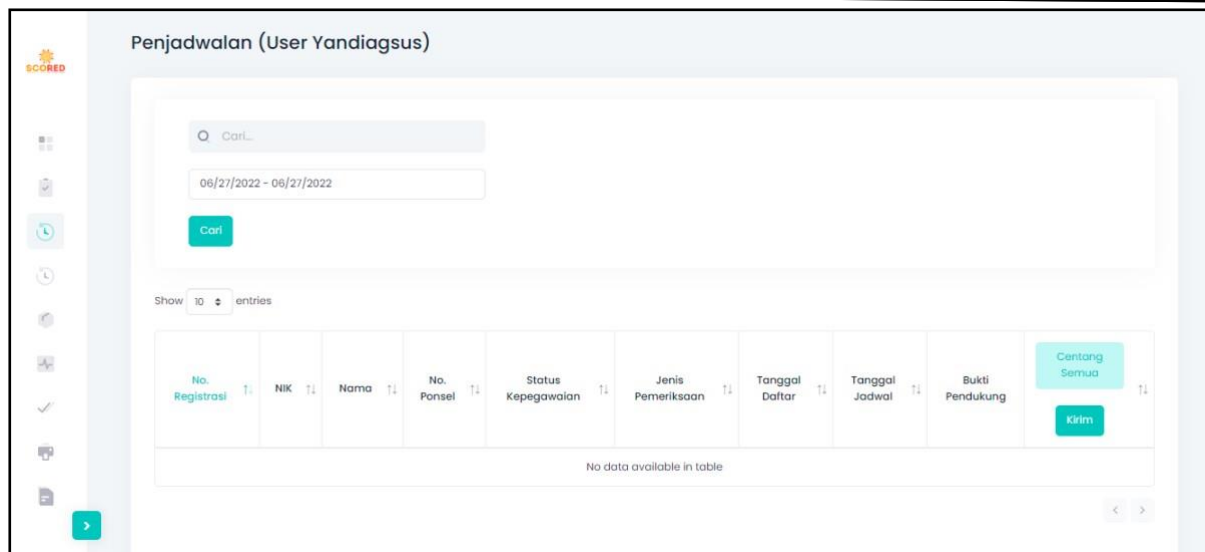 SCORED
Penjadwalan (User Yandiagsus)
Cari...
06/27/2022 - 06/27/2022
Cari
Show 10 entries
No. Registrasi NIK Nama No. Ponsel Status Kepegawaian Jenis Pemeriksaan Tanggal Daftar Tanggal Jadwal Bukti Pendukung Centang Semua
Kirim
No data available in table